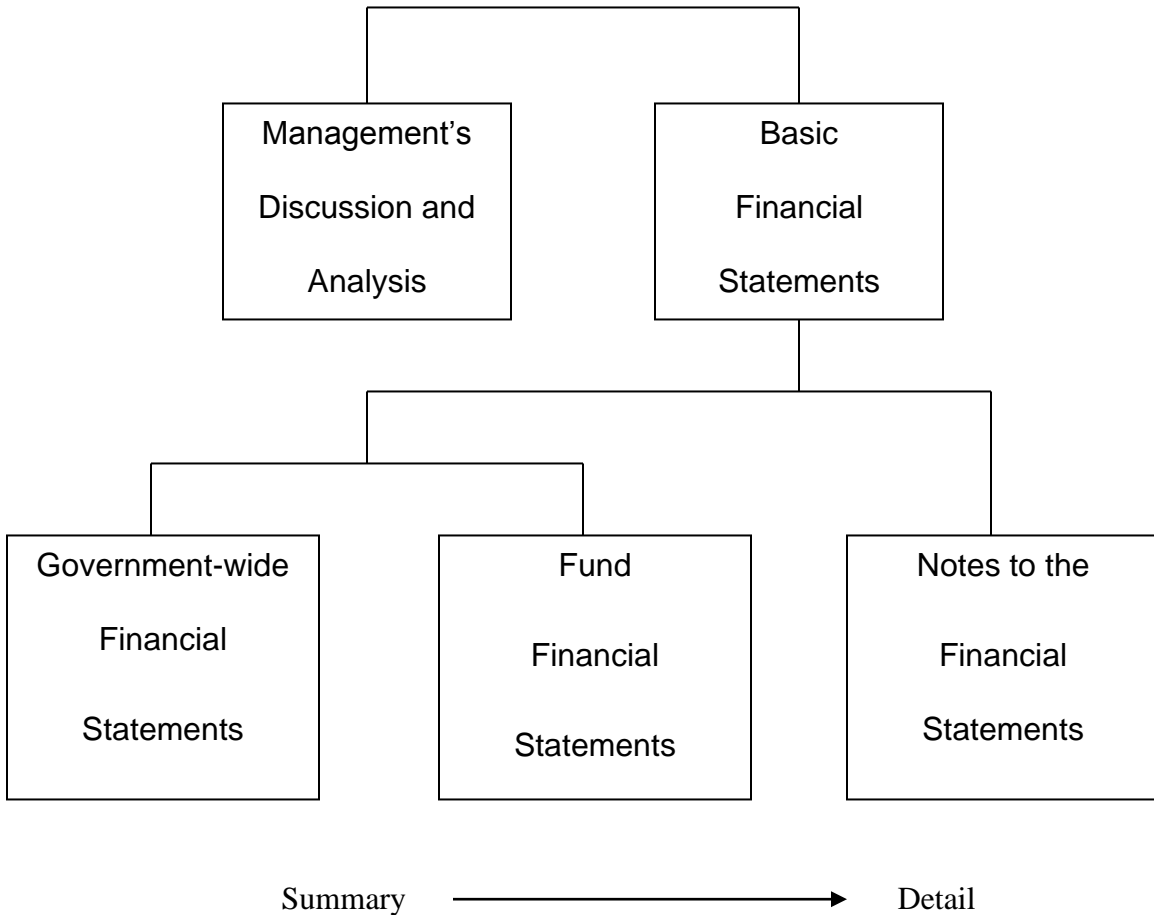 Management’s
Discussion and
Analysis
Basic
Financial
Statements
Government-wide
Financial
Statements
Fund
Financial
Statements
Notes to the
Financial
Statements
Summary
Detail